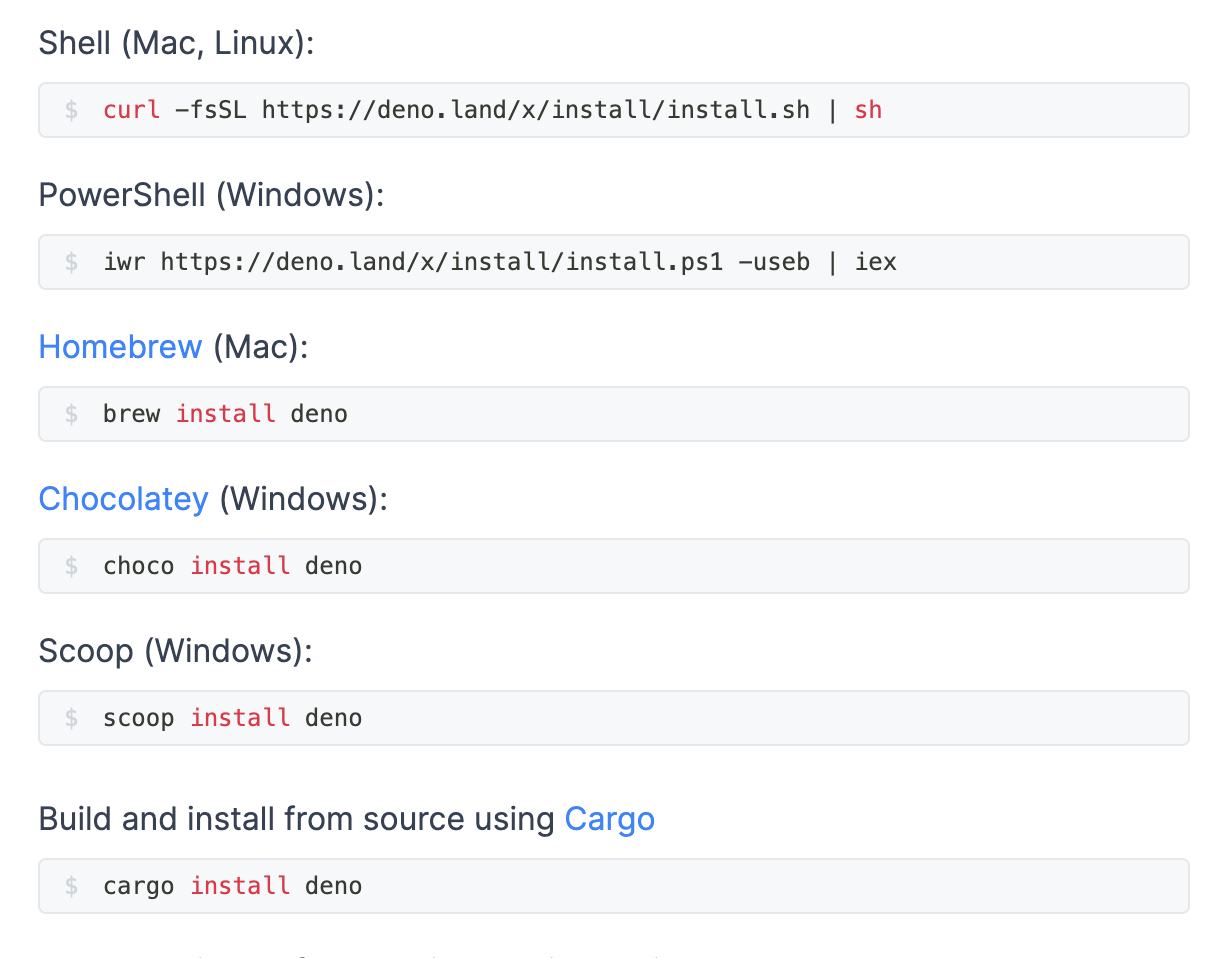 Shell (Mac, Linux):
$ curl -fsSL https://deno.land/x/install/install.sh | sh
PowerShell (Windows):
$ iwr https://deno.land/x/install/install.ps1 -useb | iex
Homebrew (Mac):
$ brew install deno
Chocolatey (Windows):
$ choco install deno
Scoop (Windows):
$ scoop install deno
Build and install from source using Cargo
$ cargo install deno